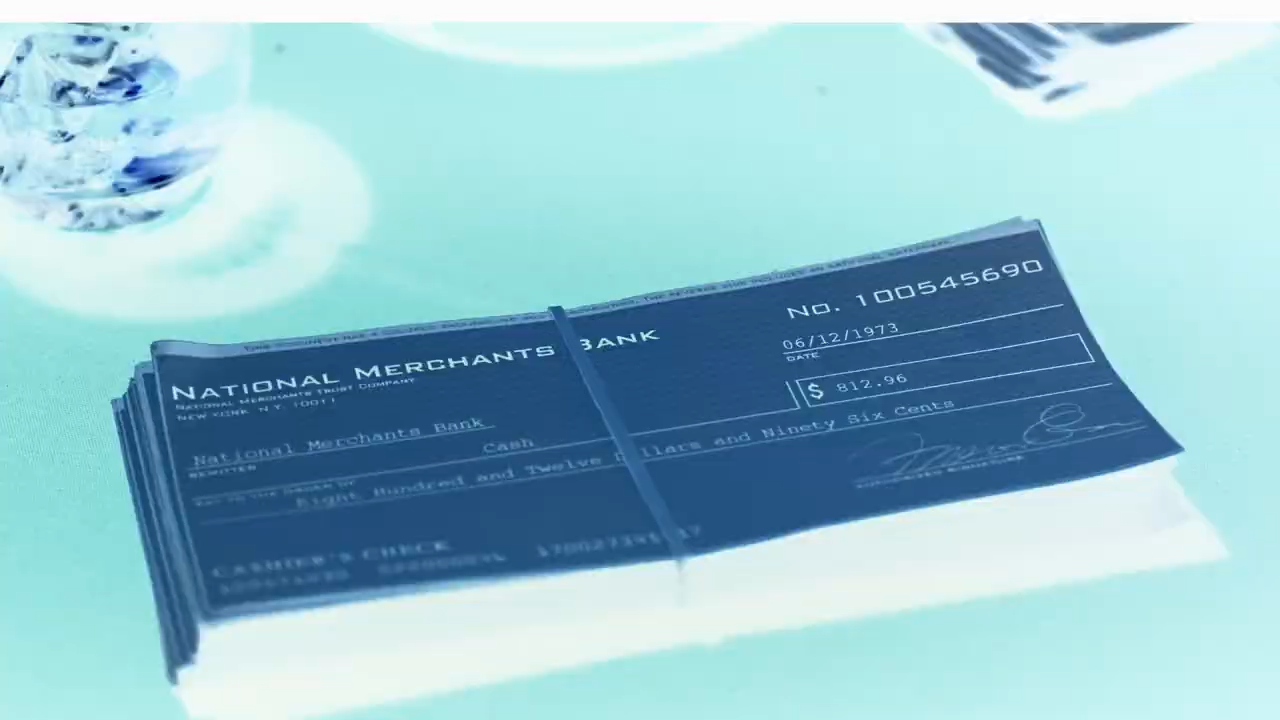 NATIONAL MERCHANTS BANK
NATIONAL MERCHANTS TRUST COMPANY
NEW YORK, N.Y. 10011
No. 100545690
06/12/1973
DATE
$ 812.96
National Merchants Bank
REMITTER
Cash
Eight Hundred and Twelve Dollars and Ninety Six Cents
CASHIER'S CHECK